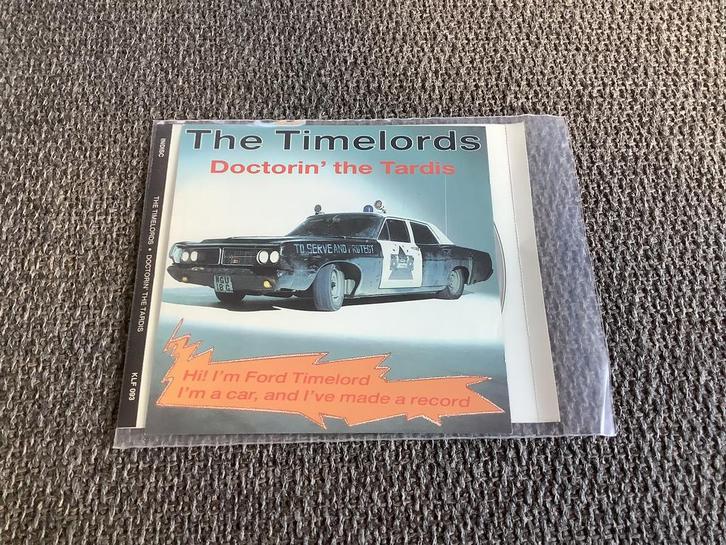 The Timelords
Doctorin' the Tardis
TO SERVE AND PROTECT
Hi! I'm Ford Timelord
I'm a car, and I've made a record
INDISC
THE TIMELORDS • DOCTORIN' THE TARDIS
KLF 003